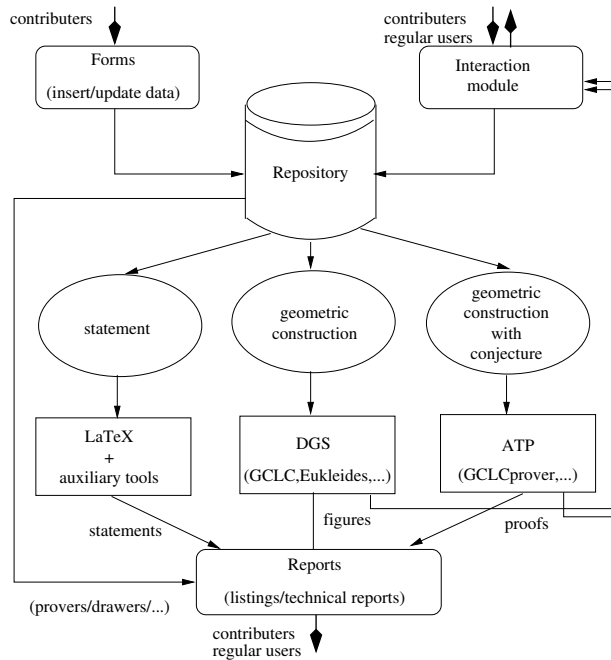 contributers
contributers
regular users
Forms
(insert/update data)
Interaction
module
Repository
statement
geometric
construction
geometric
construction
with
conjecture
LaTeX
+
auxiliary tools
DGS
(GCLC,Eukleides,...)
ATP
(GCLCprover,...)
statements
figures
proofs
Reports
(listings/technical reports)
(provers/drawers/...)
contributers
regular users